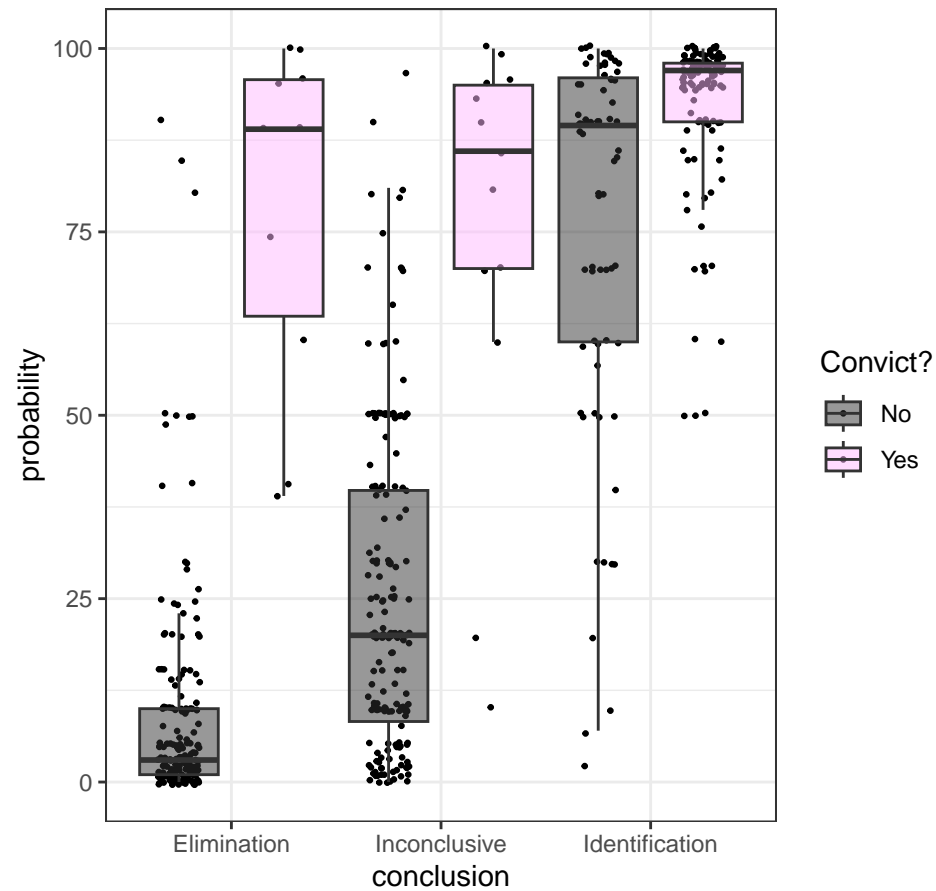 100
75
50
25
0
probability
Elimination
Inconclusive
Identification
conclusion
Convict?
No
Yes